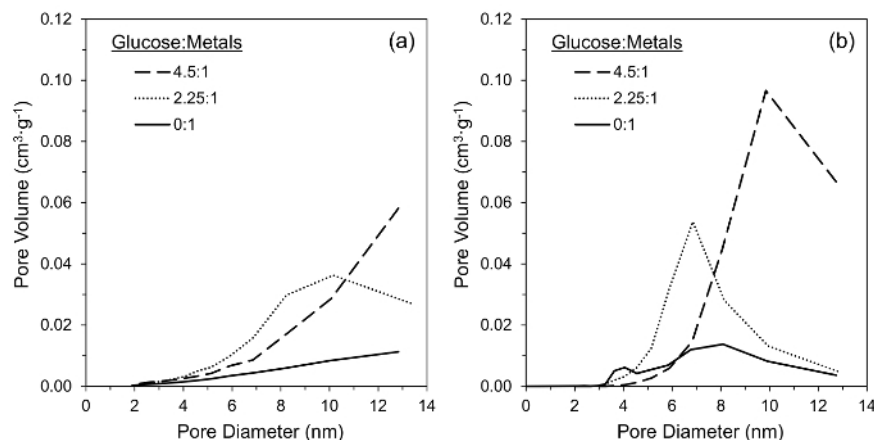 Glucose:Metals
(a)
4.5:1
2.25:1
0:1
0.12
0.10
0.08
0.06
0.04
0.02
0.00
Pore Volume (cm³·g⁻¹)
0 2 4 6 8 10 12 14
Pore Diameter (nm)
Glucose:Metals
(b)
4.5:1
2.25:1
0:1
0.12
0.10
0.08
0.06
0.04
0.02
0.00
Pore Volume (cm³·g⁻¹)
0 2 4 6 8 10 12 14
Pore Diameter (nm)